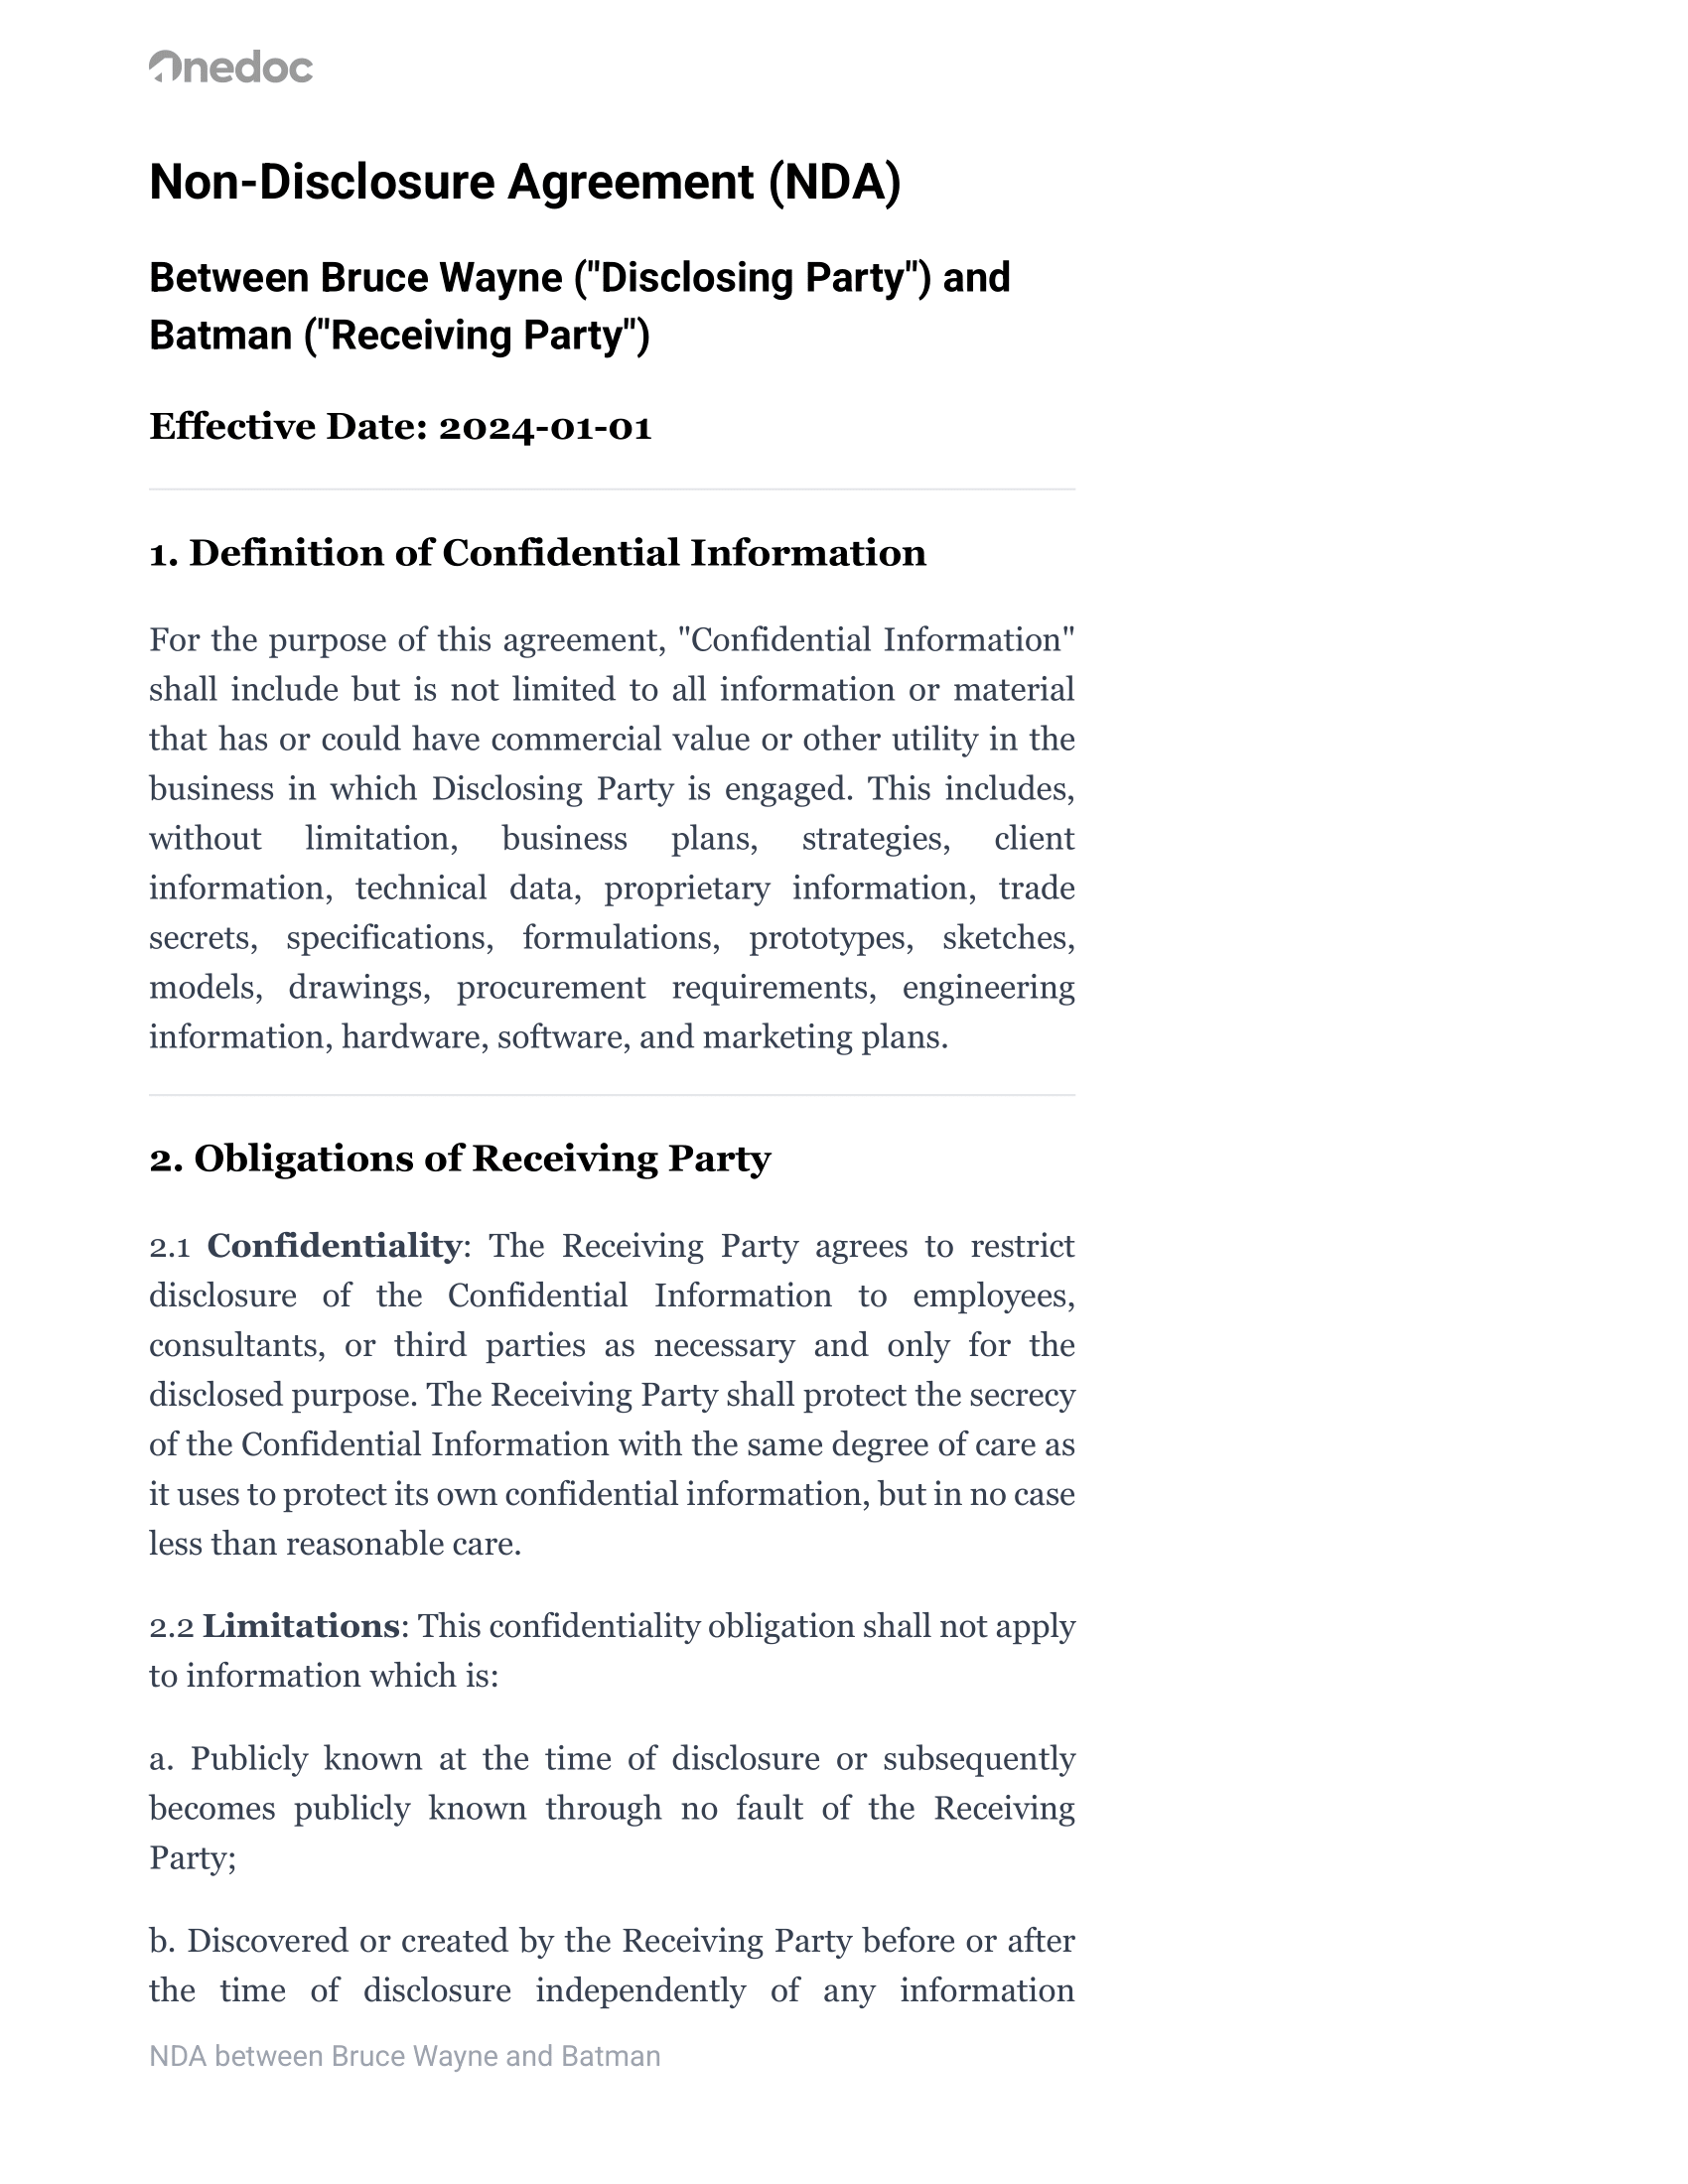 Onedoc
Non-Disclosure Agreement (NDA)
Between Bruce Wayne ("Disclosing Party") and
Batman ("Receiving Party")
Effective Date: 2024-01-01
1. Definition of Confidential Information
For the purpose of this agreement, "Confidential Information"
shall include but is not limited to all information or material
that has or could have commercial value or other utility in the
business in which Disclosing Party is engaged. This includes,
without limitation, business plans, strategies, client
information, technical data, proprietary information, trade
secrets, specifications, formulations, prototypes, sketches,
models, drawings, procurement requirements, engineering
information, hardware, software, and marketing plans.
2. Obligations of Receiving Party
2.1 Confidentiality: The Receiving Party agrees to restrict
disclosure of the Confidential Information to employees,
consultants, or third parties as necessary and only for the
disclosed purpose. The Receiving Party shall protect the secrecy
of the Confidential Information with the same degree of care as
it uses to protect its own confidential information, but in no case
less than reasonable care.
2.2 Limitations: This confidentiality obligation shall not apply
to information which is:
a. Publicly known at the time of disclosure or subsequently
becomes publicly known through no fault of the Receiving
Party;
b. Discovered or created by the Receiving Party before or after
the time of disclosure independently of any information
NDA between Bruce Wayne and Batman